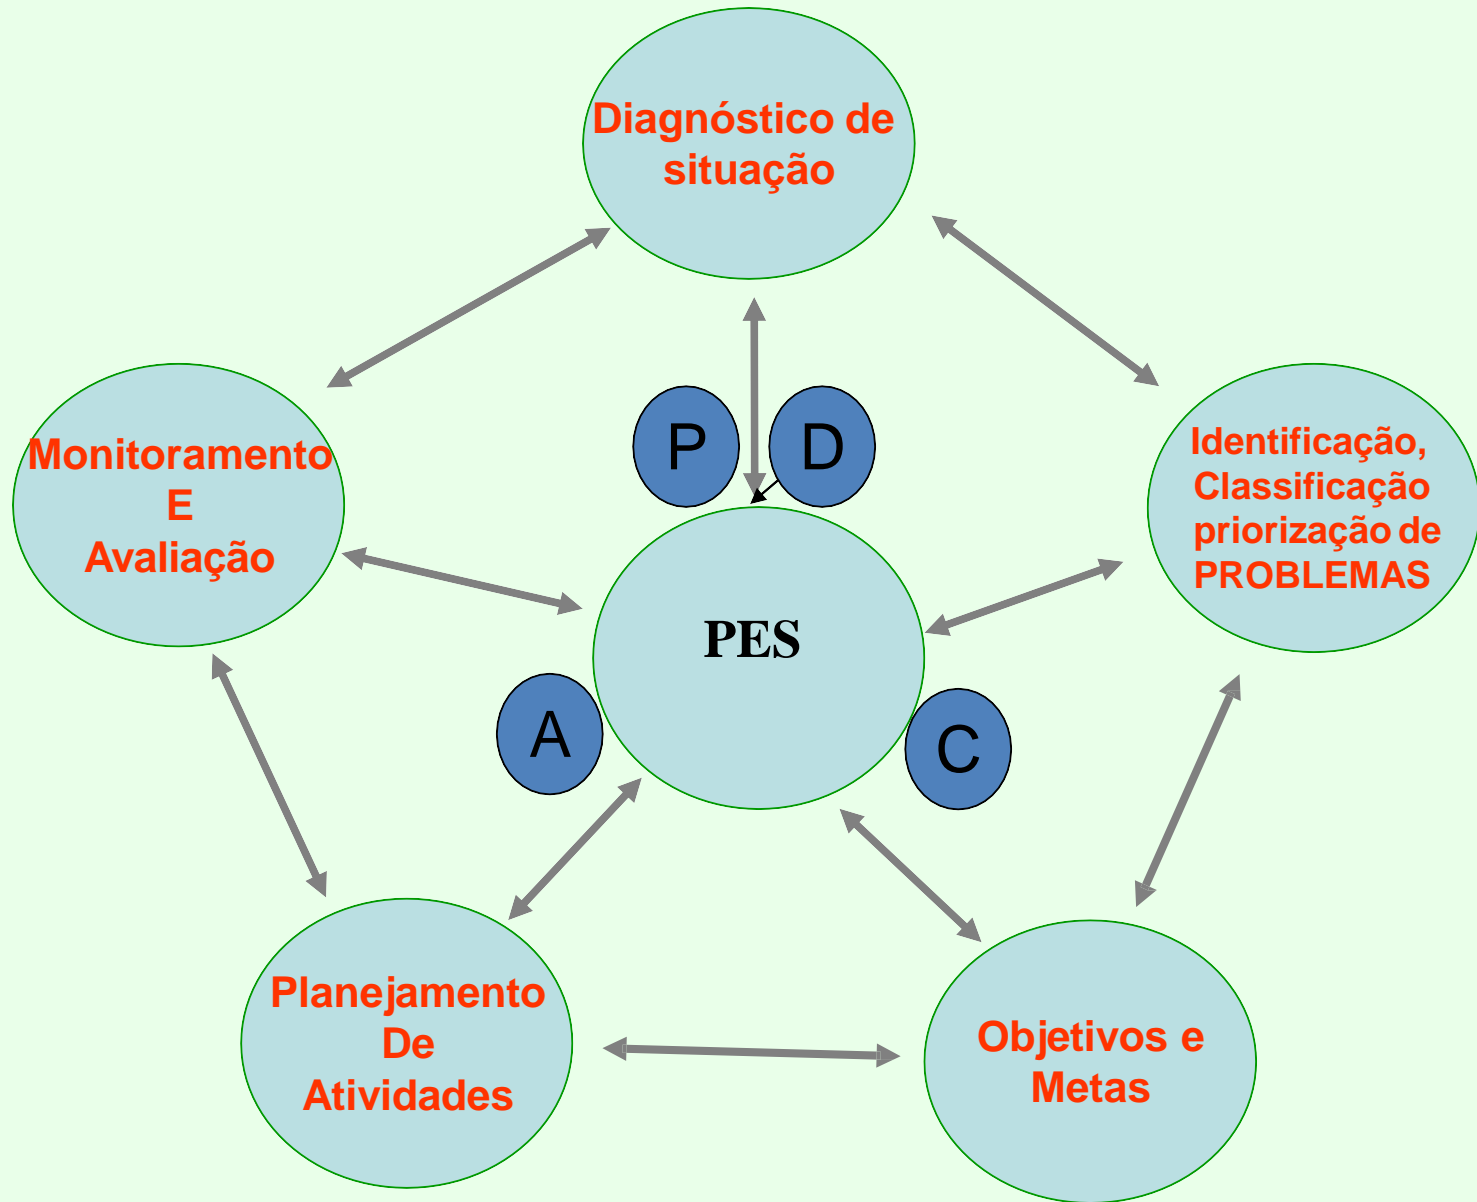 Diagnóstico de
situação
P
D
Monitoramento
E
Avaliação
Identificação,
Classificação
priorização de
PROBLEMAS
PES
A
C
Planejamento
De
Atividades
Objetivos e
Metas